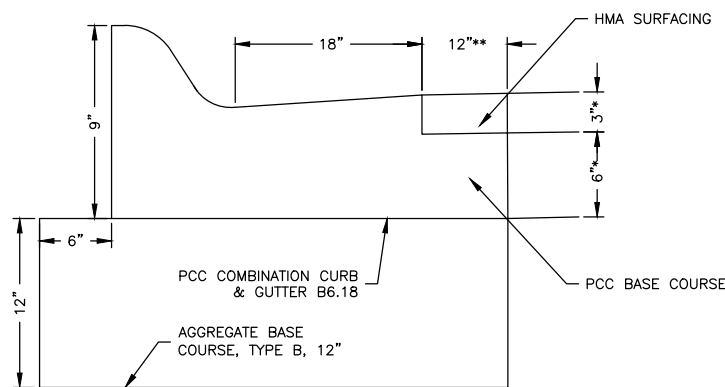 HMA SURFACING
18"
12"**
9"
3"*
6"*
6"
PCC COMBINATION CURB
& GUTTER B6.18
PCC BASE COURSE
12"
AGGREGATE BASE
COURSE, TYPE B, 12"